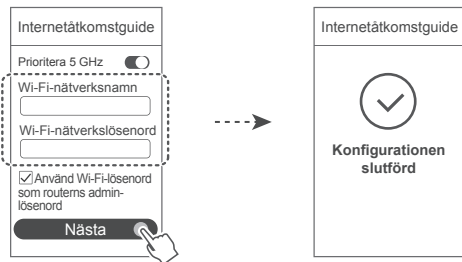 Internetåtkomstguide
Prioritera 5 GHz
Wi-Fi-nätverksnamn
Wi-Fi-nätverkslösenord
Använd Wi-Fi-lösenord
som routerns admin-
lösenord
Nästa
Internetåtkomstguide
Konfigurationen
slutförd